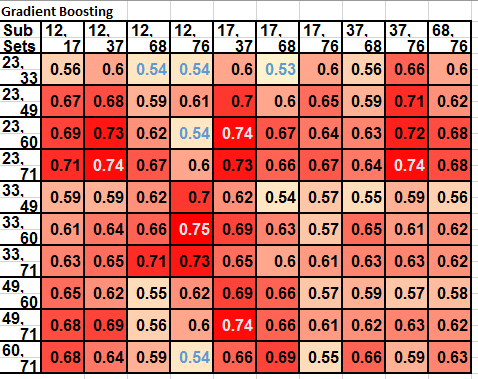 Gradient Boosting
Sub Sets 12, 17 12, 37 12, 68 12, 76 17, 37 17, 68 17, 76 37, 68 37, 76 68, 76
23, 33 0.56 0.6 0.54 0.54 0.6 0.53 0.6 0.56 0.66 0.6
23, 49 0.67 0.68 0.59 0.61 0.7 0.6 0.65 0.59 0.71 0.62
23, 60 0.69 0.73 0.62 0.54 0.74 0.67 0.64 0.63 0.72 0.68
23, 71 0.71 0.74 0.67 0.6 0.73 0.66 0.67 0.64 0.74 0.68
33, 49 0.59 0.59 0.62 0.7 0.62 0.54 0.57 0.55 0.59 0.56
33, 60 0.61 0.64 0.66 0.75 0.69 0.63 0.57 0.65 0.61 0.62
33, 71 0.63 0.65 0.71 0.73 0.65 0.6 0.61 0.63 0.63 0.62
49, 60 0.65 0.62 0.55 0.62 0.69 0.66 0.57 0.59 0.57 0.58
49, 71 0.68 0.69 0.56 0.6 0.74 0.66 0.61 0.62 0.63 0.62
60, 71 0.68 0.64 0.59 0.54 0.66 0.69 0.55 0.66 0.59 0.63